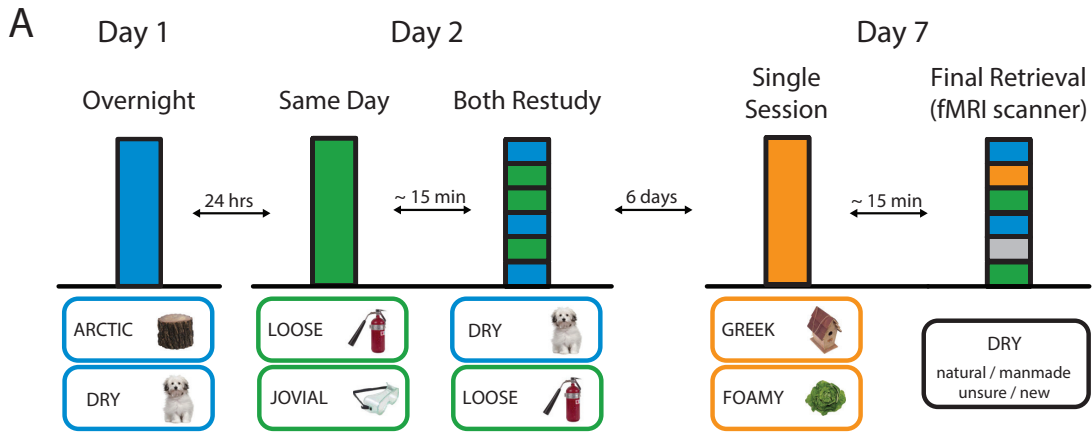 A
Day 1
Day 2
Day 7
Overnight
Same Day
Both Restudy
Single
Session
Final Retrieval
(fMRI scanner)
24 hrs
~ 15 min
6 days
~ 15 min
ARCTIC
DRY
LOOSE
JOVIAL
DRY
LOOSE
GREEK
FOAMY
DRY
natural / manmade
unsure / new